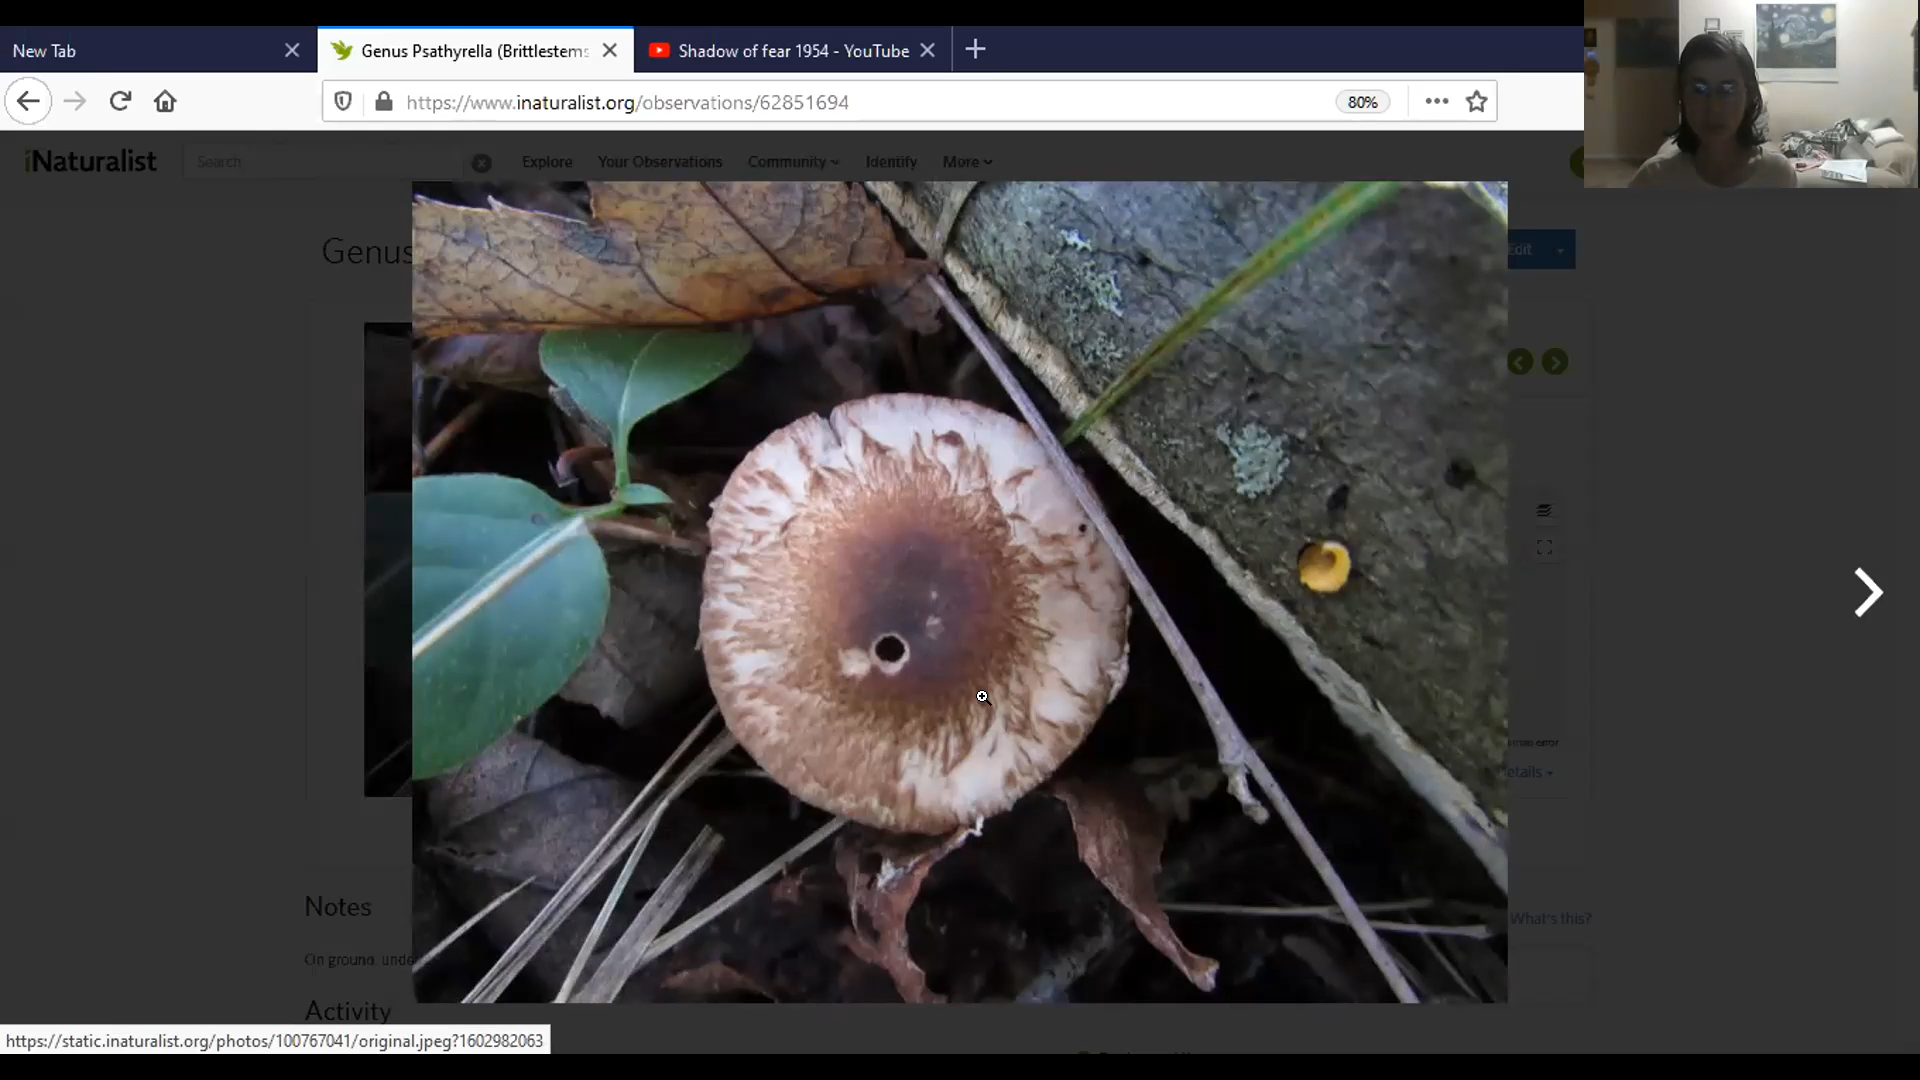 New Tab
Genus Psathyrella (Brittlestems
Shadow of fear 1954 - YouTube
https://www.inaturalist.org/observations/62851694
80%
iNaturalist
Search
Explore
Your Observations
Community
Identify
More
Genus
Edit
Details
Notes
What's this?
On ground, unde
Activity
https://static.inaturalist.org/photos/100767041/original.jpeg?1602982063